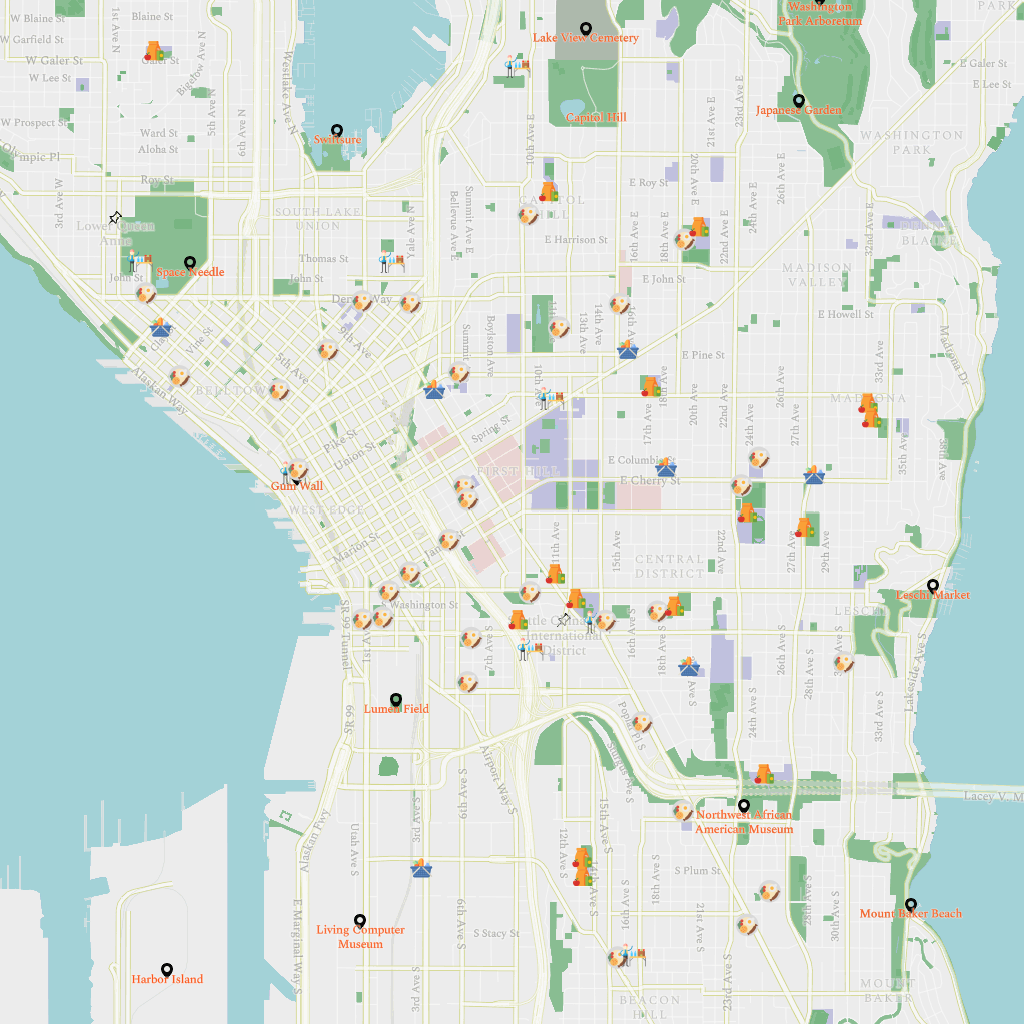 W Blaine St
Blaine St
1st Ave N
W Garfield St
W Galer St
Galer St
W Lee St
Bigelow Ave N
5th Ave N
6th Ave N
Westlake Ave N
W Prospect St
Ward St
Aloha St
Olympic Pl
Roy St
3rd Ave W
Lower Queen
Anne
Space Needle
John St
Swiftsure
SOUTH LAKE
UNION
Thomas St
John St
Yale Ave N
Bellevue Ave E
Summit Ave E
Lake View Cemetery
Capitol Hill
10th Ave E
CAPITOL
HILL
E Harrison St
E Roy St
E John St
16th Ave E
18th Ave E
20th Ave E
21st Ave E
22nd Ave E
23rd Ave E
24th Ave E
26th Ave E
Washington
Park Arboretum
Japanese Garden
PARK
E Galer St
E Lee St
WASHINGTON
PARK
32nd Ave E
BLAINE
MADISON
VALLEY
E Howell St
Madrona Dr
Vine St
9th Ave
5th Ave
BELLTOWN
Alaskan Way
Boylston Ave
Summit
11th
13th Ave
14th Ave
16th Ave
E Pine St
10th Ave
17th Ave
18th Ave
20th Ave
22nd Ave
24th Ave
26th Ave
27th Ave
33rd Ave
MADRONA
35th Ave
38th Ave
Pike St
Union St
Spring St
FIRST HILL
E Columbia St
E Cherry St
Gum Wall
WEST EDGE
Marion St
James St
11th Ave
15th Ave
CENTRAL
DISTRICT
22nd Ave
27th Ave
29th Ave
Leschi Market
LESCHI
Washington St
SR 99 Tunnel
1st Ave
7th Ave S
Little Saigon
International
District
16th Ave S
18th Ave S
Ave S
24th Ave S
26th Ave S
28th Ave S
33rd Ave S
Lakeside Ave S
Lumen Field
SR 99
Poplar Pl S
Sturgus Ave S
Airport Way S
6th Ave S
3rd Ave S
Utah Ave S
Alaskan Fwy
Lacey V. M
Northwest African
American Museum
12th Ave S
15th Ave S
14th Ave S
16th Ave S
18th Ave S
S Plum St
21st Ave S
23rd Ave S
28th Ave S
30th Ave S
Mount Baker Beach
MOUNT
BAKER
BEACON
HILL
S Stacy St
6th Ave S
3rd Ave S
Living Computer
Museum
E Marginal Way S
Harbor Island